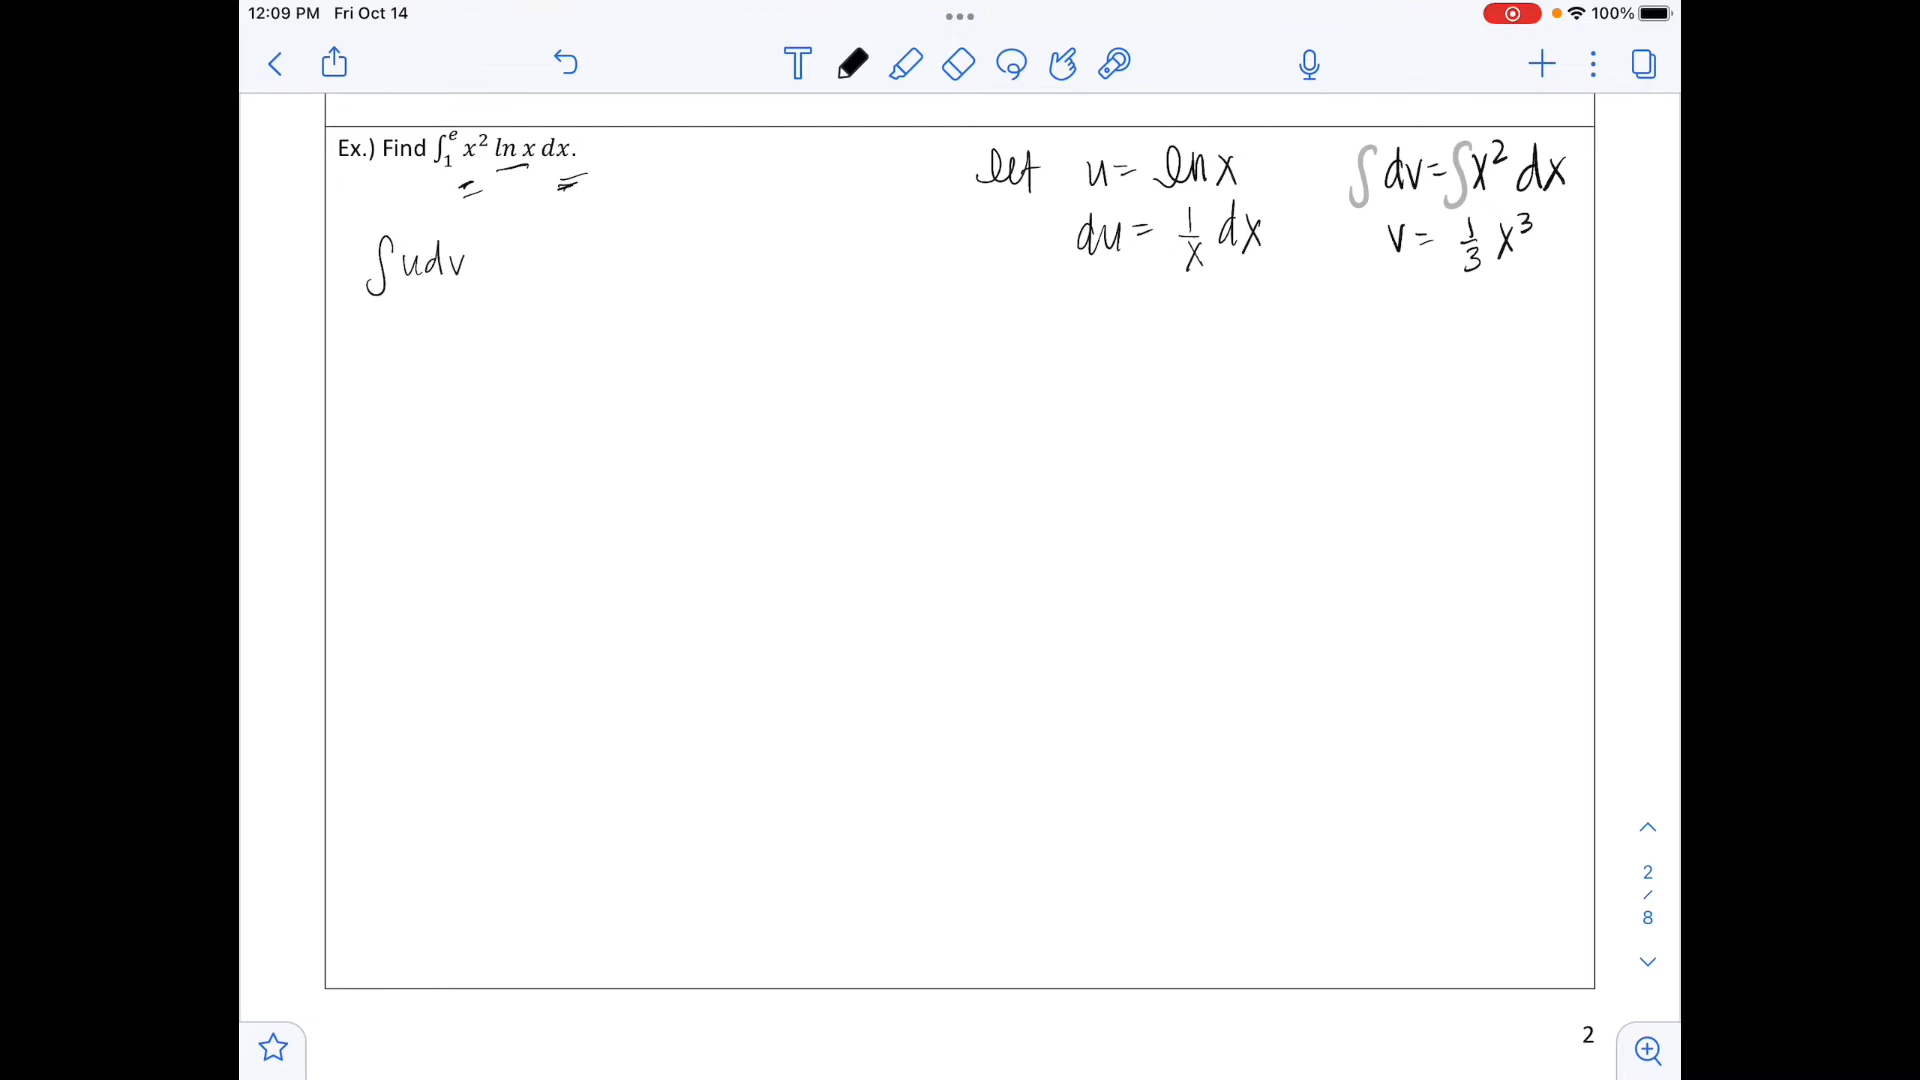 12:09 PM Fri Oct 14
100%
T
Ex.) Find ∫₁ᵉ x² ln x dx.
let u = ln x ∫ dv = ∫ x² dx
du = 1/x dx v = 1/3 x³
∫ u dv
2
/
8
2